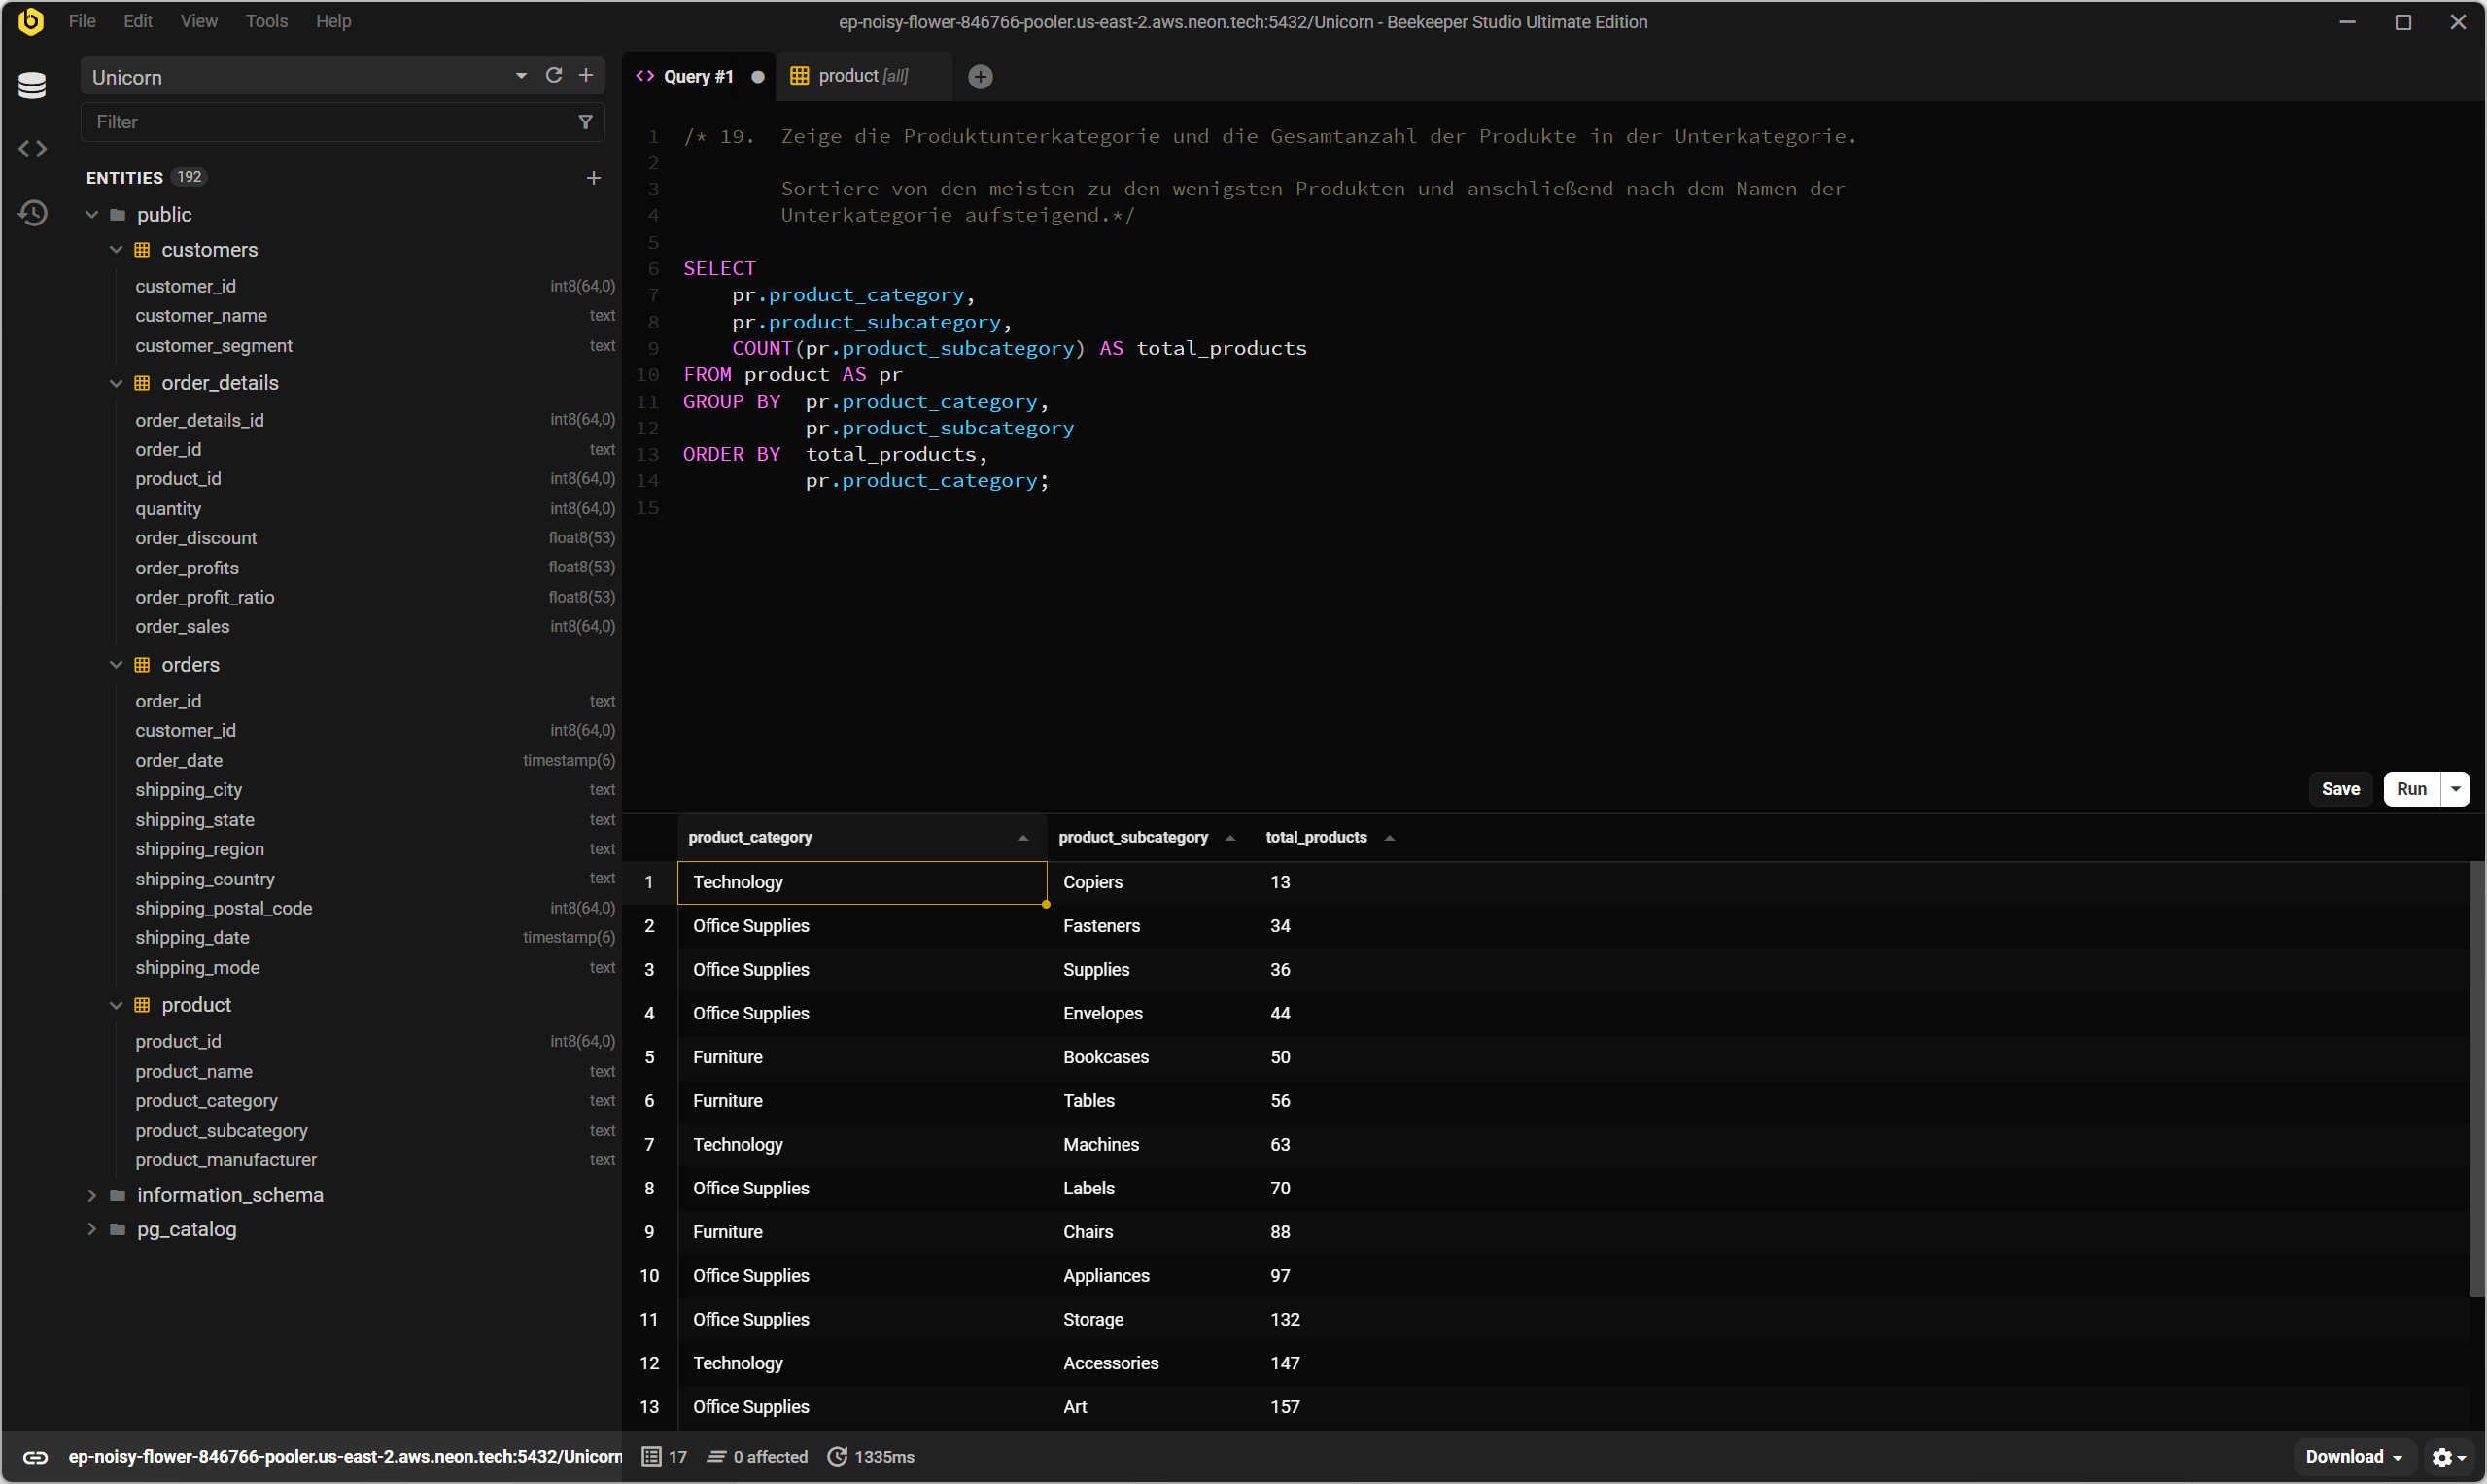 File Edit View Tools Help
ep-noisy-flower-846766-pooler.us-east-2.aws.neon.tech:5432/Unicorn - Beekeeper Studio Ultimate Edition
Unicorn
Filter
ENTITIES 192
public
customers
customer_id int8(64,0)
customer_name text
customer_segment text
order_details
order_details_id int8(64,0)
order_id text
product_id int8(64,0)
quantity int8(64,0)
order_discount float8(53)
order_profits float8(53)
order_profit_ratio float8(53)
order_sales int8(64,0)
orders
order_id text
customer_id int8(64,0)
order_date timestamp(6)
shipping_city text
shipping_state text
shipping_region text
shipping_country text
shipping_postal_code int8(64,0)
shipping_date timestamp(6)
shipping_mode text
product
product_id int8(64,0)
product_name text
product_category text
product_subcategory text
product_manufacturer text
information_schema
pg_catalog
Query #1 product [all]
1 /* 19. Zeige die Produktunterkategorie und die Gesamtanzahl der Produkte in der Unterkategorie.
2
3 Sortiere von den meisten zu den wenigsten Produkten und anschließend nach dem Namen der
4 Unterkategorie aufsteigend.*/
5
6 SELECT
7 pr.product_category,
8 pr.product_subcategory,
9 COUNT(pr.product_subcategory) AS total_products
10 FROM product AS pr
11 GROUP BY pr.product_category,
12 pr.product_subcategory
13 ORDER BY total_products,
14 pr.product_category;
15
Save Run
product_category product_subcategory total_products
1 Technology Copiers 13
2 Office Supplies Fasteners 34
3 Office Supplies Supplies 36
4 Office Supplies Envelopes 44
5 Furniture Bookcases 50
6 Furniture Tables 56
7 Technology Machines 63
8 Office Supplies Labels 70
9 Furniture Chairs 88
10 Office Supplies Appliances 97
11 Office Supplies Storage 132
12 Technology Accessories 147
13 Office Supplies Art 157
ep-noisy-flower-846766-pooler.us-east-2.aws.neon.tech:5432/Unicorn
17 0 affected 1335ms
Download